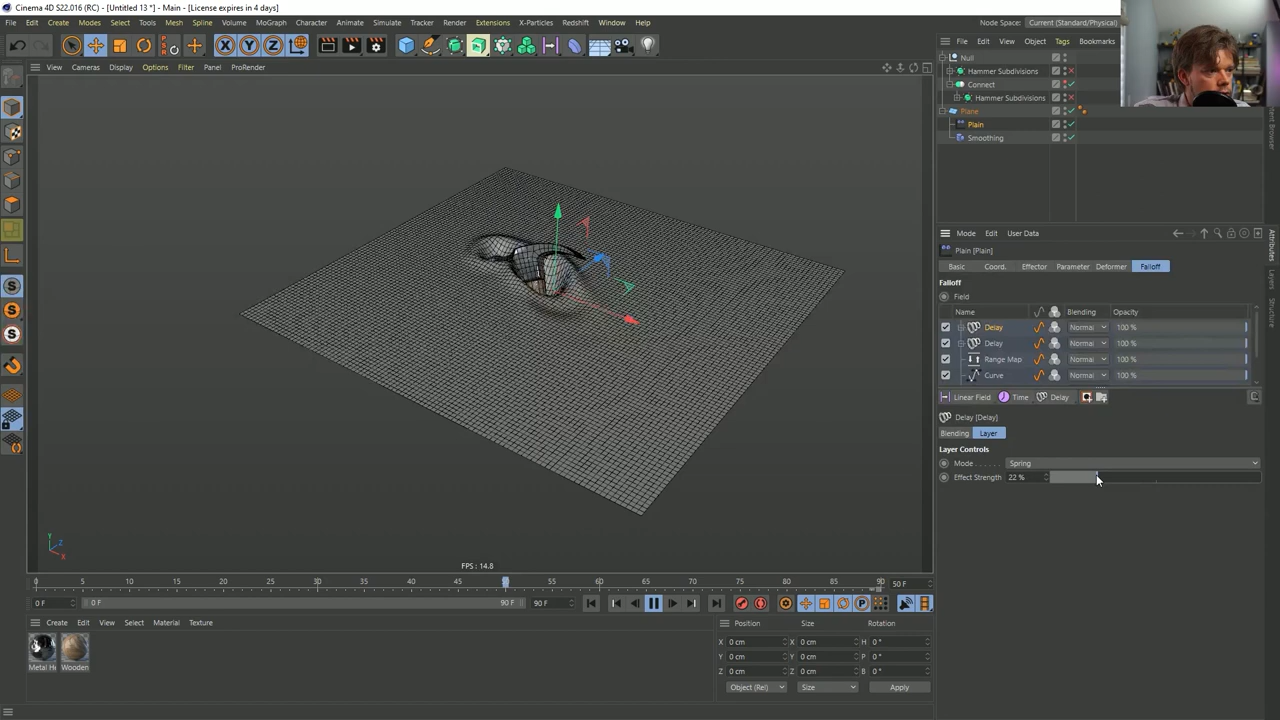 Cinema 4D S22.016 (RC) - [Untitled 13 *] - Main - [License expires in 4 days]
File Edit Create Modes Select Tools Mesh Spline Volume MoGraph Character Animate Simulate Tracker Render Extensions X-Particles Redshift Window Help Node Space: Current (Standard/Physical)
X Y Z
File Edit View Object Tags Bookmarks
View Cameras Display Options Filter Panel ProRender
Null
Hammer Subdivisions
Connect
Hammer Subdivisions
Plane
Plain
Smoothing
Mode Edit User Data
Plain [Plain]
Basic Coord. Effector Parameter Deformer Falloff
Falloff
Field
Name Blending Opacity
Delay Normal 100 %
Delay Normal 100 %
Range Map Normal 100 %
Curve Normal 100 %
Linear Field Time Delay
Delay [Delay]
Blending Layer
Layer Controls
Mode . . . . . . Spring
Effect Strength 22 %
Attributes
Layers
Structure
Y
Z
X
FPS : 14.8
0 5 10 15 20 25 30 35 40 45 50 55 60 65 70 75 80 85 90 50 F
0 F 0 F 90 F 90 F
Create Edit View Select Material Texture
Metal He Wooden
Position Size Rotation
X 0 cm X 0 cm H 0 °
Y 0 cm Y 0 cm P 0 °
Z 0 cm Z 0 cm B 0 °
Object (Rel) Size Apply